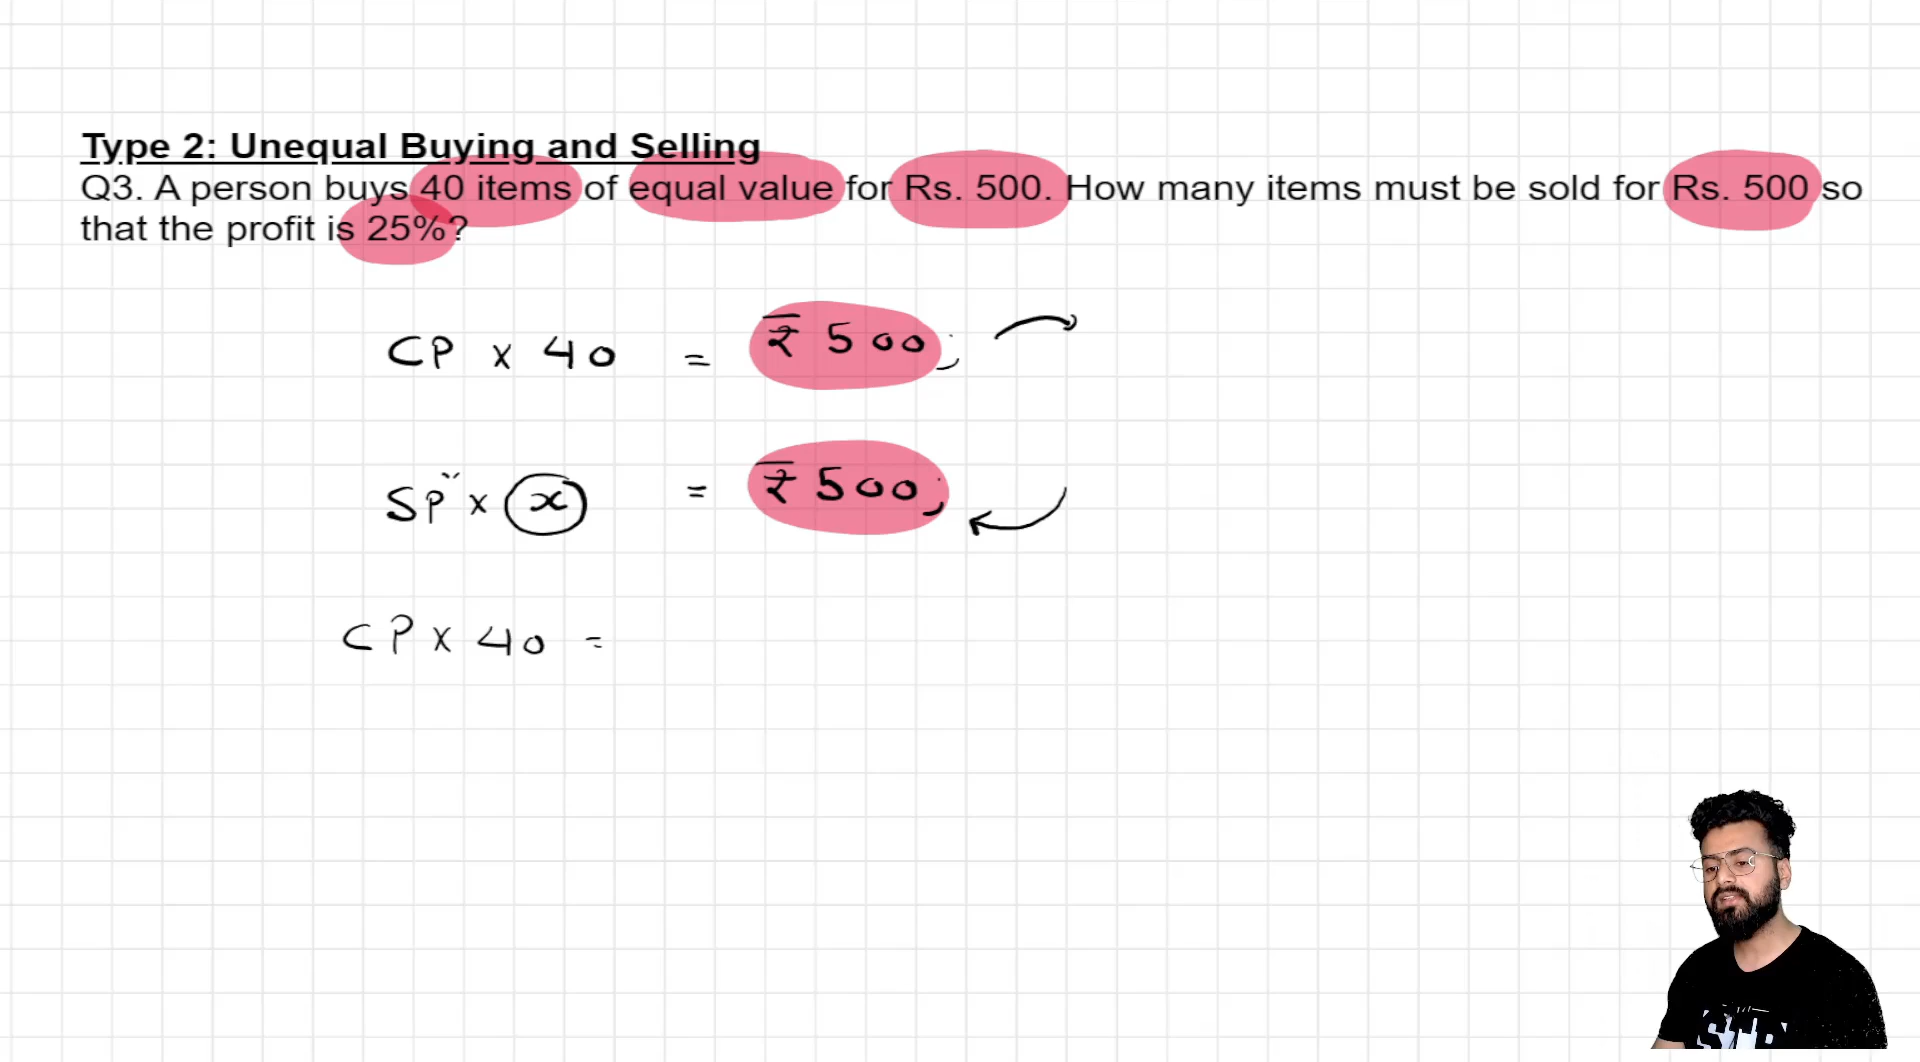 Type 2: Unequal Buying and Selling
Q3. A person buys 40 items of equal value for Rs. 500. How many items must be sold for Rs. 500 so
that the profit is 25%?
CP x 40 = ₹ 500;
SP x x = ₹ 500;
CP x 40 =